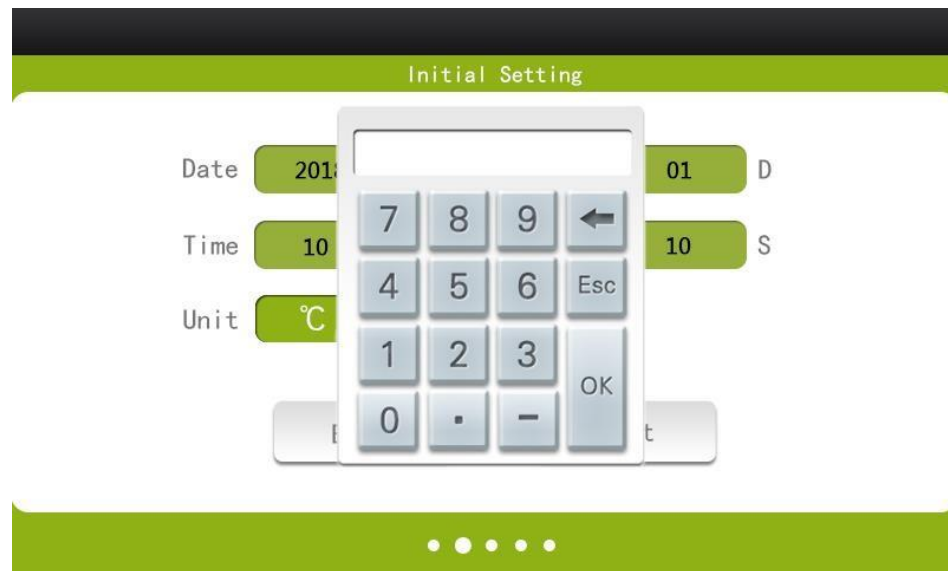 Initial Setting
Date 2018 01 D
7 8 9
Time 10 10 S
4 5 6 Esc
Unit ℃
1 2 3
OK
0 . -